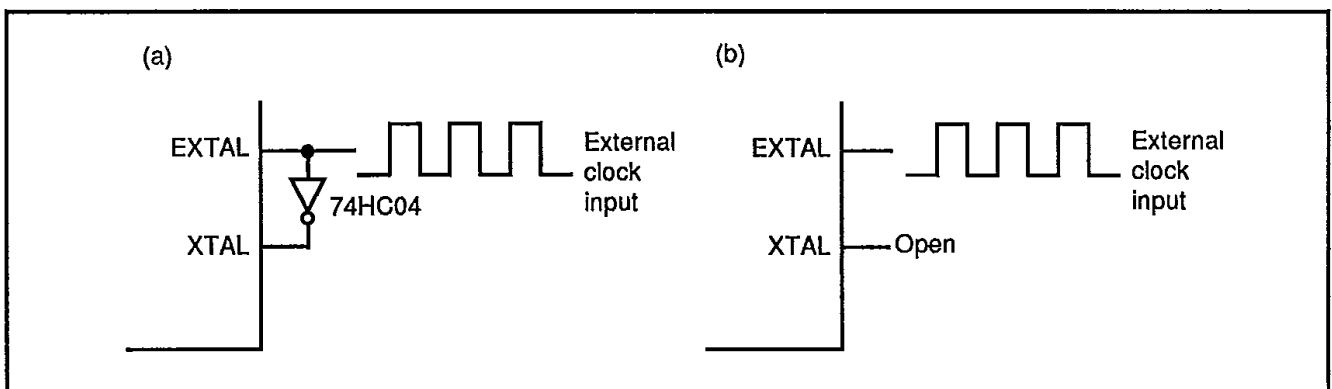 (a)
EXTAL
External
clock
input
74HC04
XTAL
(b)
EXTAL
External
clock
input
XTAL
Open